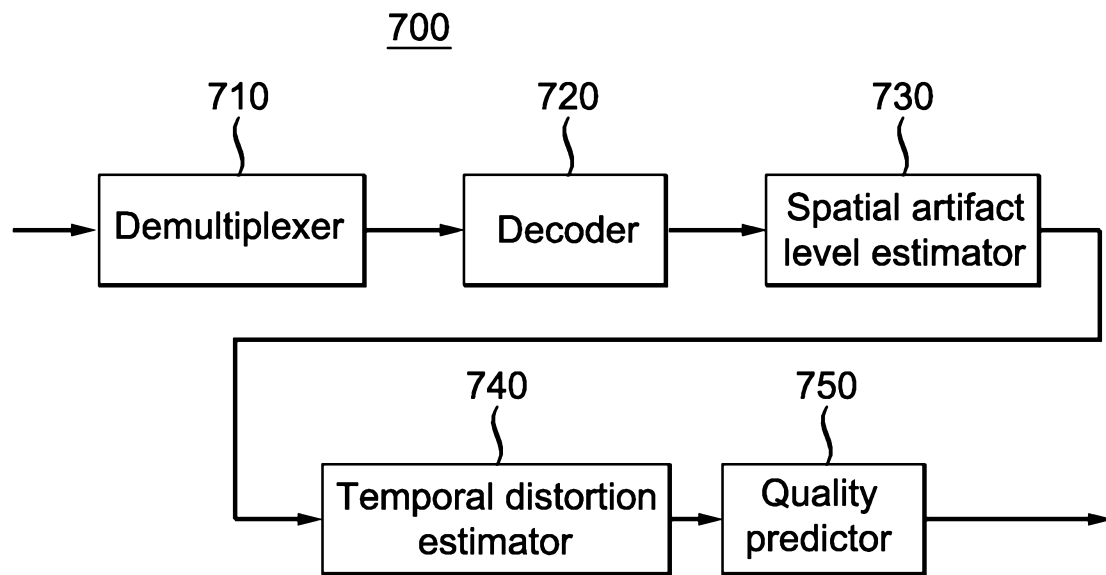 700
710
720
730
Demultiplexer
Decoder
Spatial artifact
level estimator
740
750
Temporal distortion
estimator
Quality
predictor